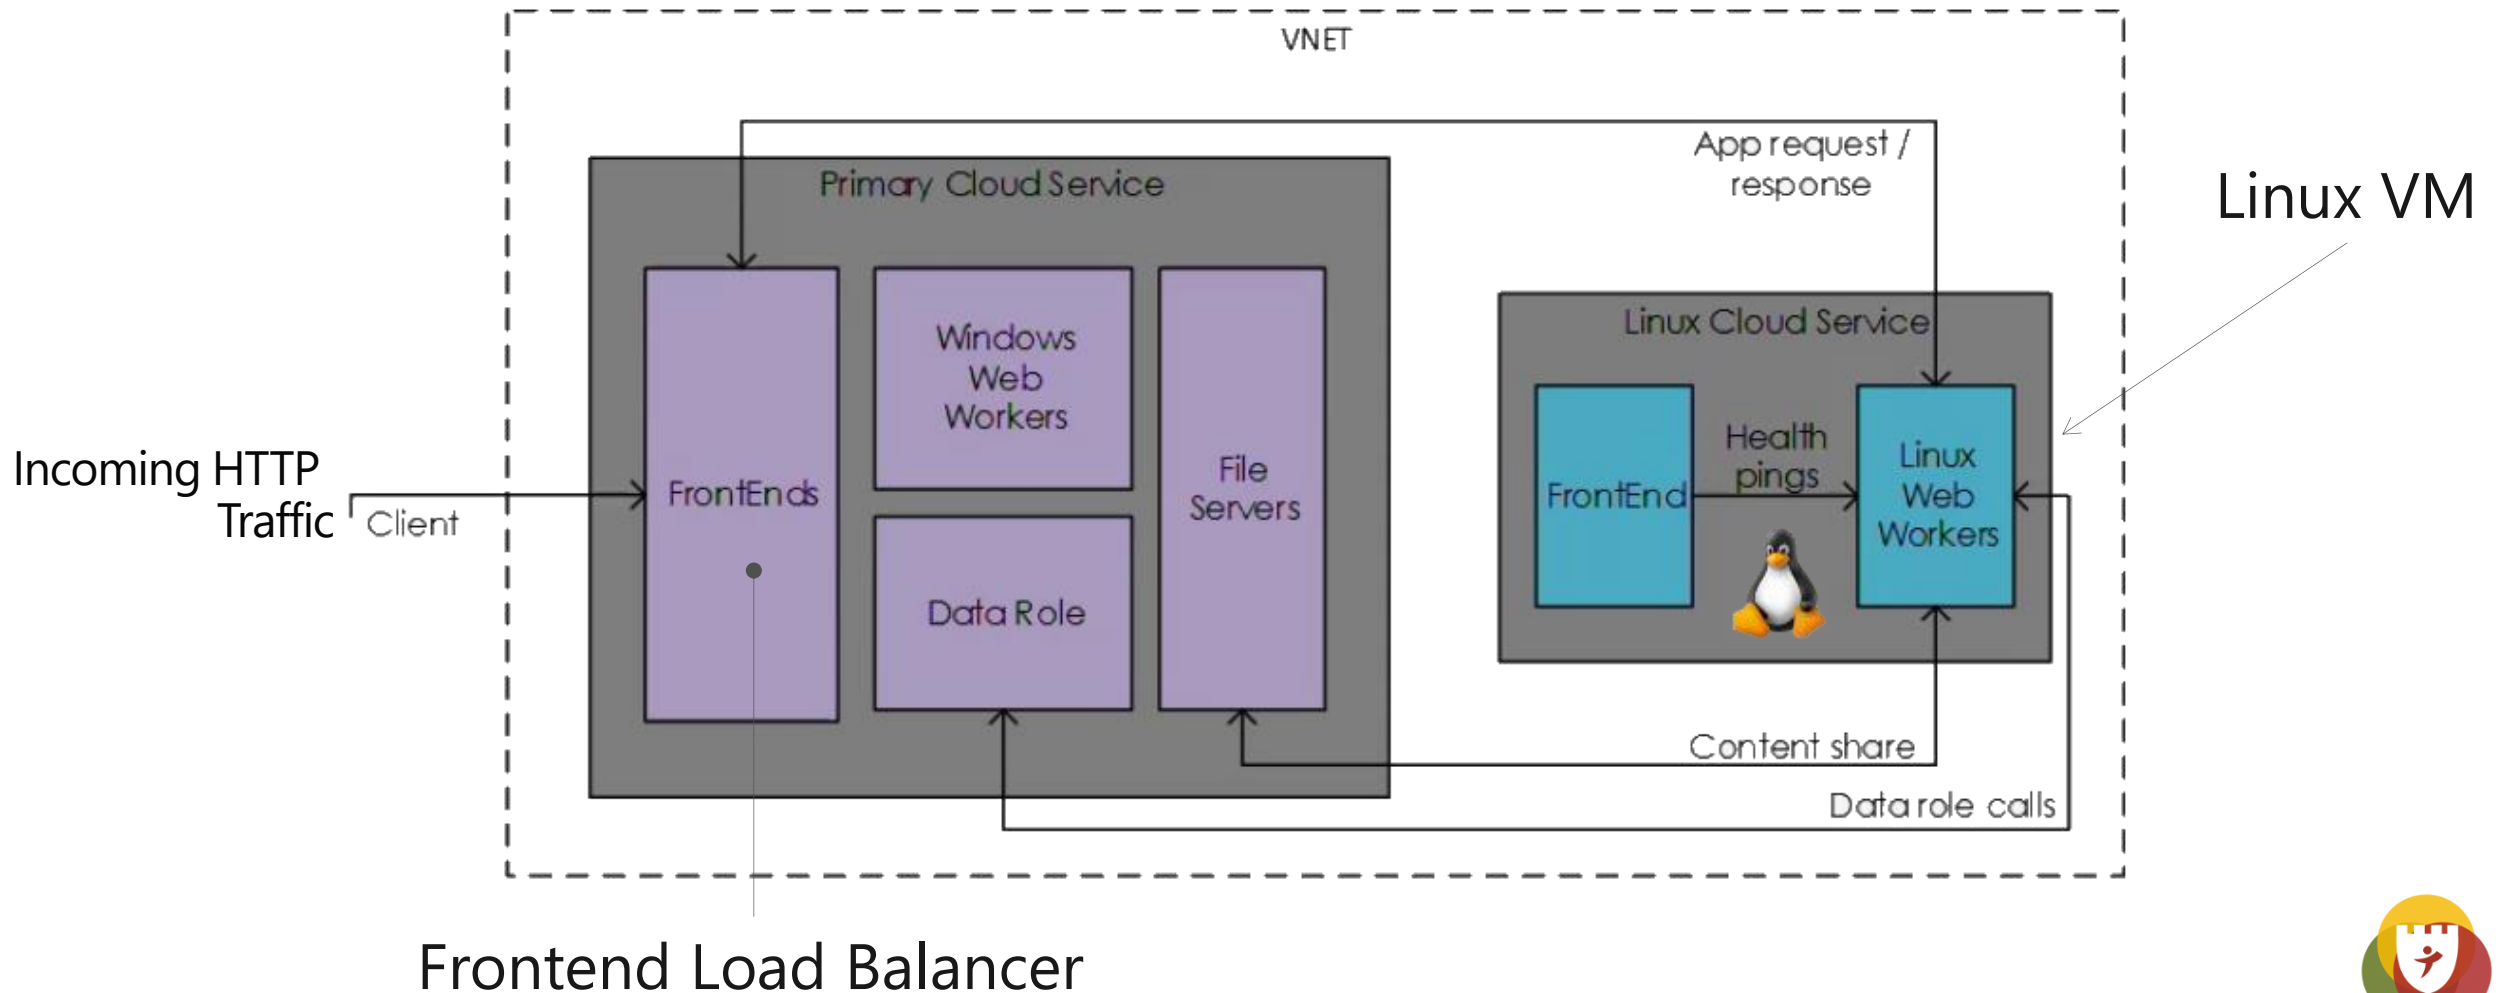 VNET
App request /
response
Primary Cloud Service
Linux VM
Linux Cloud Service
Windows
Web
Workers
Health
pings
Incoming HTTP
Traffic
Client
FrontEnds
File
Servers
FrontEnd
Linux
Web
Workers
Data Role
Content share
Data role calls
Frontend Load Balancer